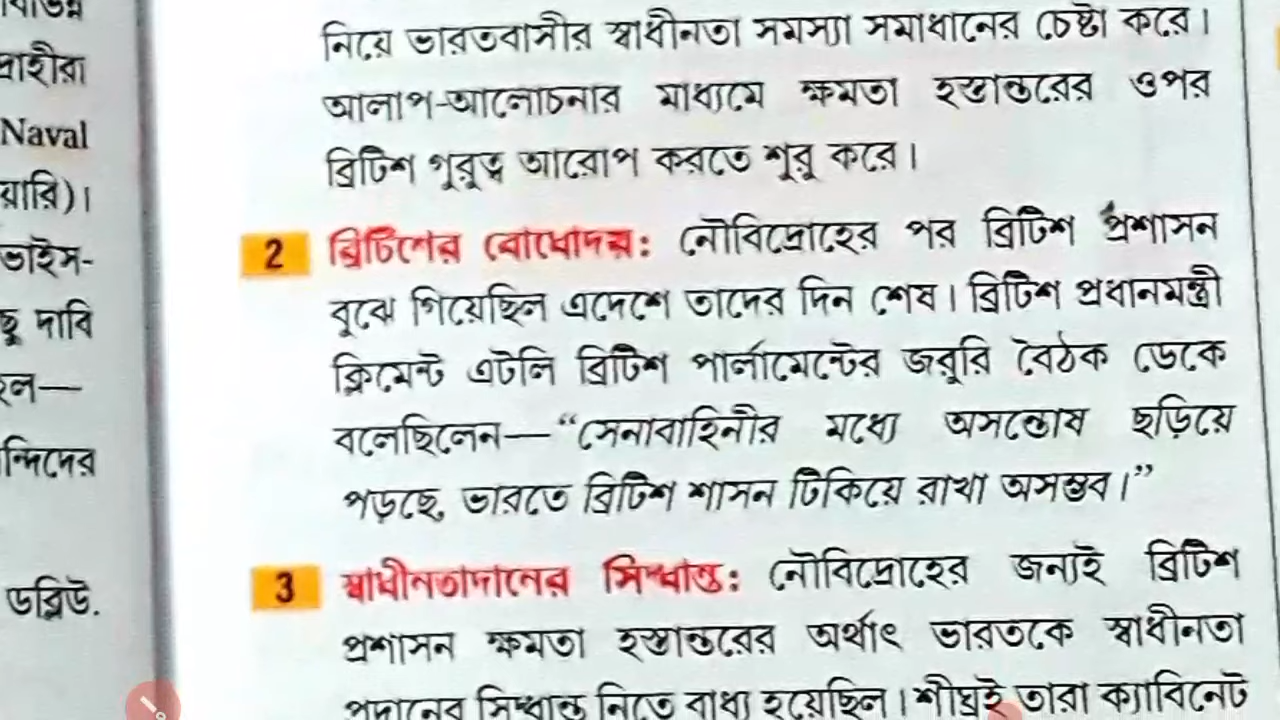 প্রাহীরা
Naval
য়ারি)।
ভাইস-
ছু দাবি
হল—
ন্দিদের
ডব্লিউ.
নিয়ে ভারতবাসীর স্বাধীনতা সমস্যা সমাধানের চেষ্টা করে।
আলাপ-আলোচনার মাধ্যমে ক্ষমতা হস্তান্তরের ওপর
ব্রিটিশ গুরুত্ব আরোপ করতে শুরু করে।
2 ব্রিটিশের বোধোদয়: নৌবিদ্রোহের পর ব্রিটিশ প্রশাসন
বুঝে গিয়েছিল এদেশে তাদের দিন শেষ। ব্রিটিশ প্রধানমন্ত্রী
ক্লিমেন্ট এটলি ব্রিটিশ পার্লামেন্টের জরুরি বৈঠক ডেকে
বলেছিলেন—“সেনাবাহিনীর মধ্যে অসন্তোষ ছড়িয়ে
পড়ছে, ভারতে ব্রিটিশ শাসন টিকিয়ে রাখা অসম্ভব।”
3 স্বাধীনতাদানের সিদ্ধান্ত: নৌবিদ্রোহের জন্যই ব্রিটিশ
প্রশাসন ক্ষমতা হস্তান্তরের অর্থাৎ ভারতকে স্বাধীনতা
প্রদানের সিদ্ধান্ত নিতে বাধ্য হয়েছিল। শীঘ্রই তারা ক্যাবিনেট